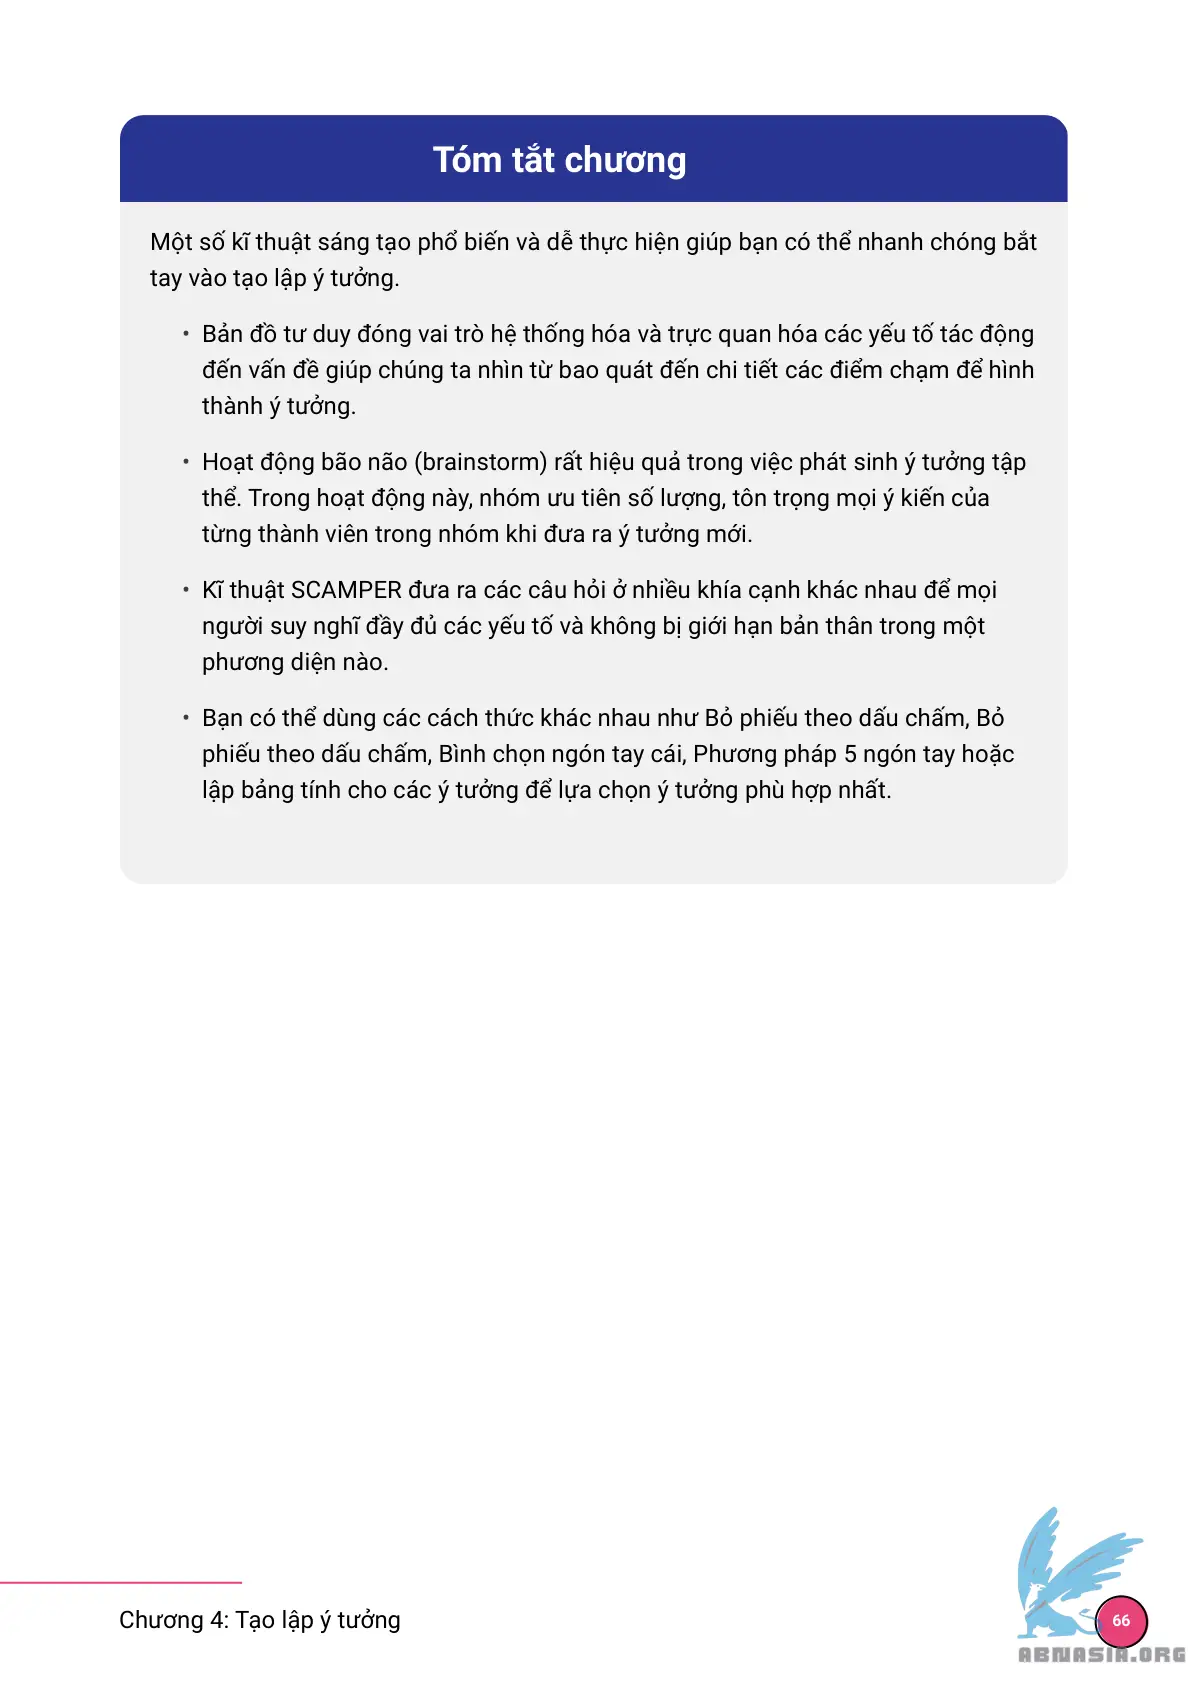 Tóm tắt chương
Một số kĩ thuật sáng tạo phổ biến và dễ thực hiện giúp bạn có thể nhanh chóng bắt
tay vào tạo lập ý tưởng.
• Bản đồ tư duy đóng vai trò hệ thống hóa và trực quan hóa các yếu tố tác động
đến vấn đề giúp chúng ta nhìn từ bao quát đến chi tiết các điểm chạm để hình
thành ý tưởng.
• Hoạt động bão não (brainstorm) rất hiệu quả trong việc phát sinh ý tưởng tập
thể. Trong hoạt động này, nhóm ưu tiên số lượng, tôn trọng mọi ý kiến của
từng thành viên trong nhóm khi đưa ra ý tưởng mới.
• Kĩ thuật SCAMPER đưa ra các câu hỏi ở nhiều khía cạnh khác nhau để mọi
người suy nghĩ đầy đủ các yếu tố và không bị giới hạn bản thân trong một
phương diện nào.
• Bạn có thể dùng các cách thức khác nhau như Bỏ phiếu theo dấu chấm, Bỏ
phiếu theo dấu chấm, Bình chọn ngón tay cái, Phương pháp 5 ngón tay hoặc
lập bảng tính cho các ý tưởng để lựa chọn ý tưởng phù hợp nhất.
Chương 4: Tạo lập ý tưởng
66
ABNASIA.ORG